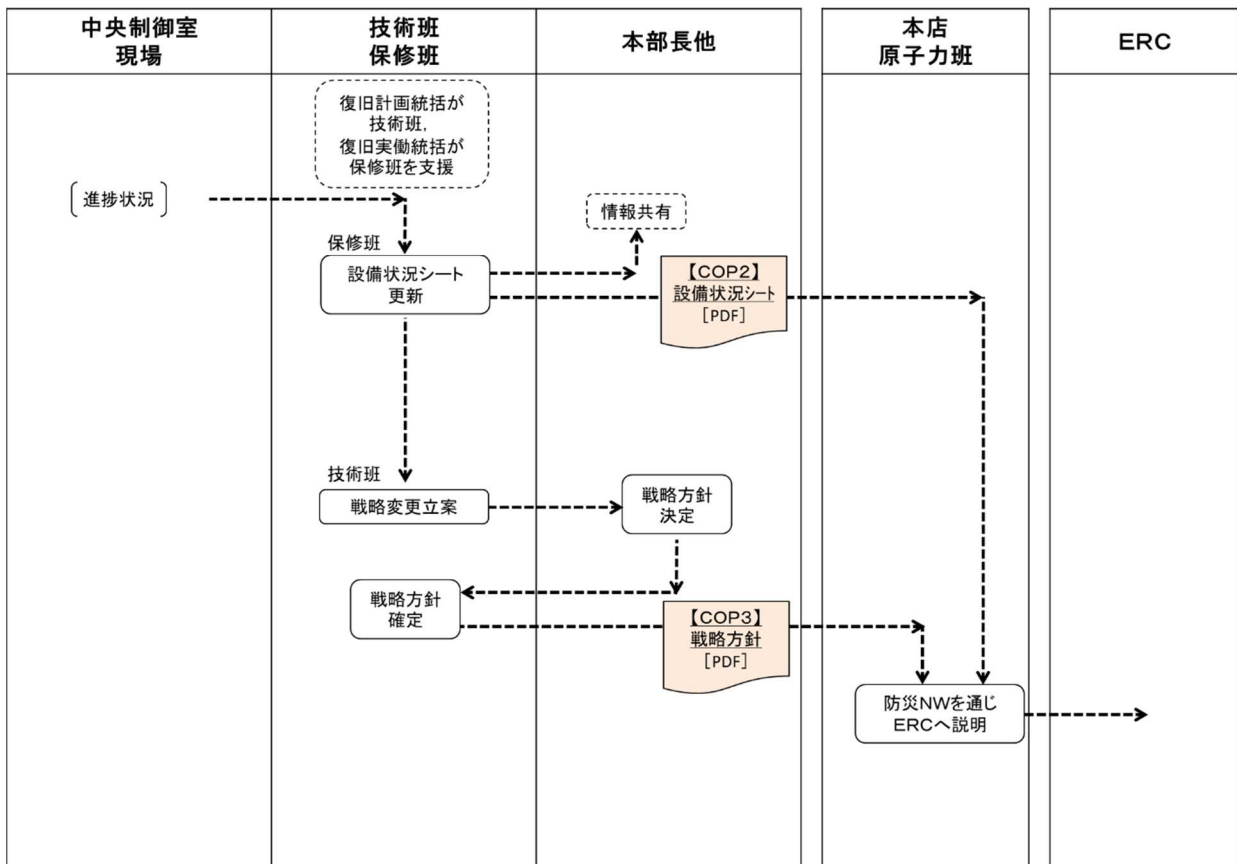 中央制御室
現場
技術班
保修班
本部長他
本店
原子力班
ERC
復旧計画統括が
技術班，
復旧実働統括が
保修班を支援
進捗状況
情報共有
保修班
設備状況シート
更新
【COP2】
設備状況シート
[PDF]
技術班
戦略変更立案
戦略方針
決定
戦略方針
確定
【COP3】
戦略方針
[PDF]
防災NWを通じ
ERCへ説明